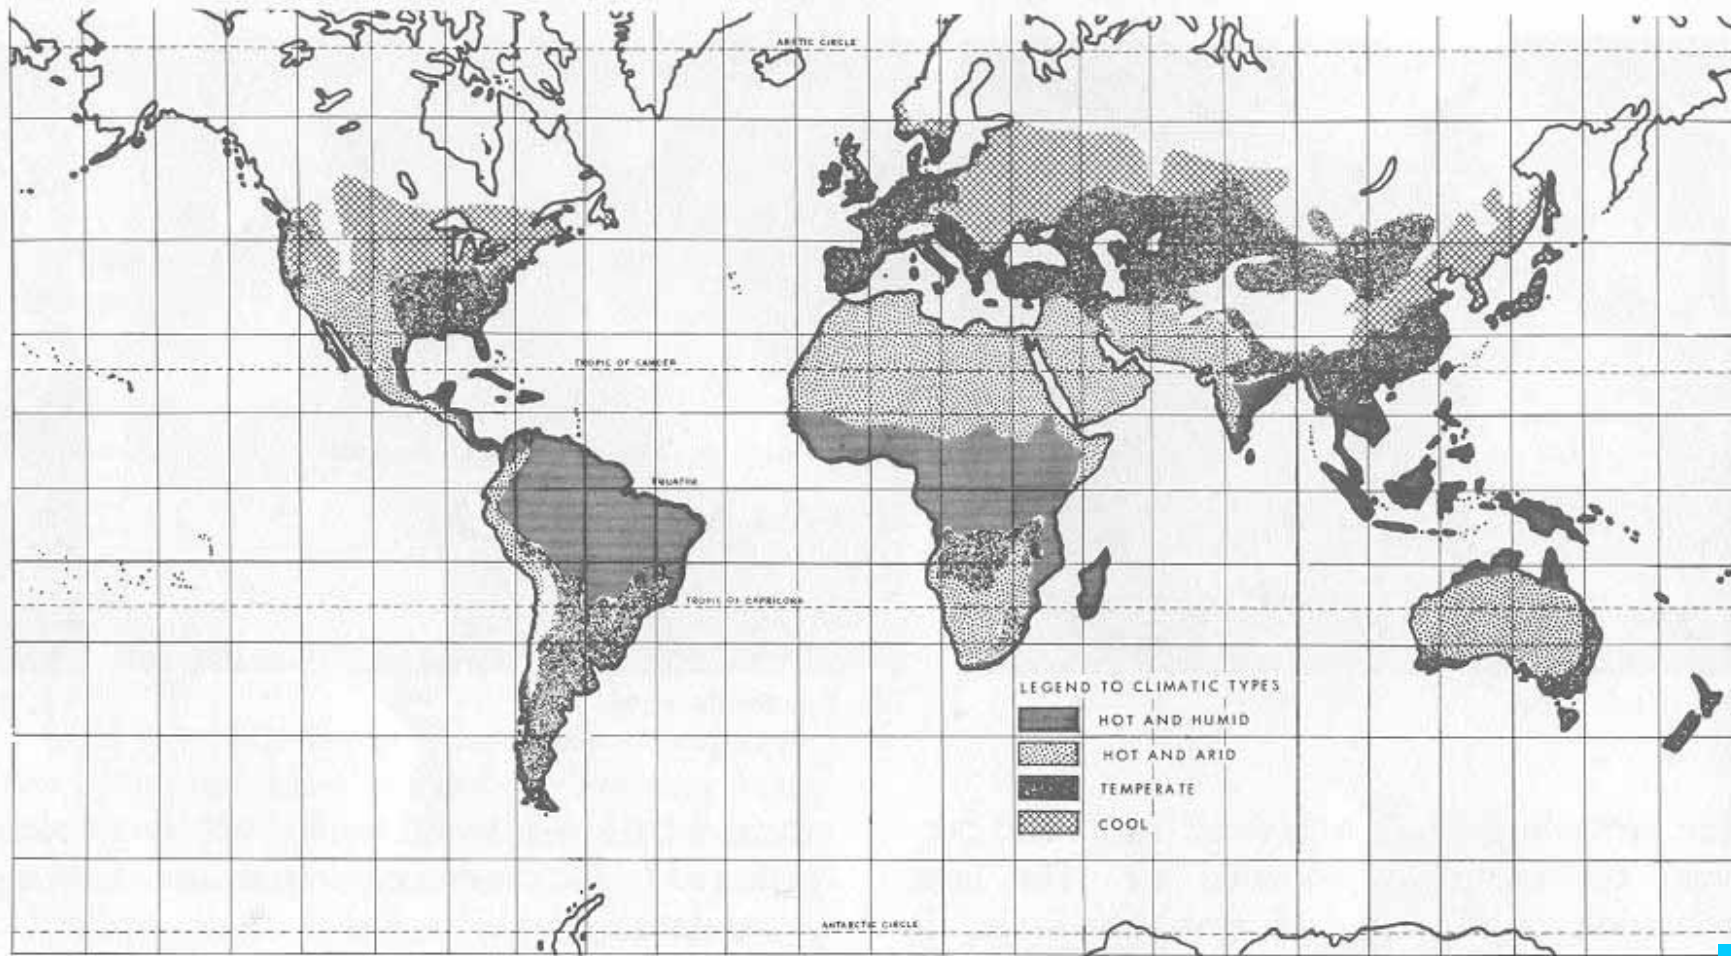 ARCTIC CIRCLE
TROPIC OF CANCER
EQUATOR
TROPIC OF CAPRICORN
LEGEND TO CLIMATIC TYPES
HOT AND HUMID
HOT AND ARID
TEMPERATE
COOL
ANTARCTIC CIRCLE